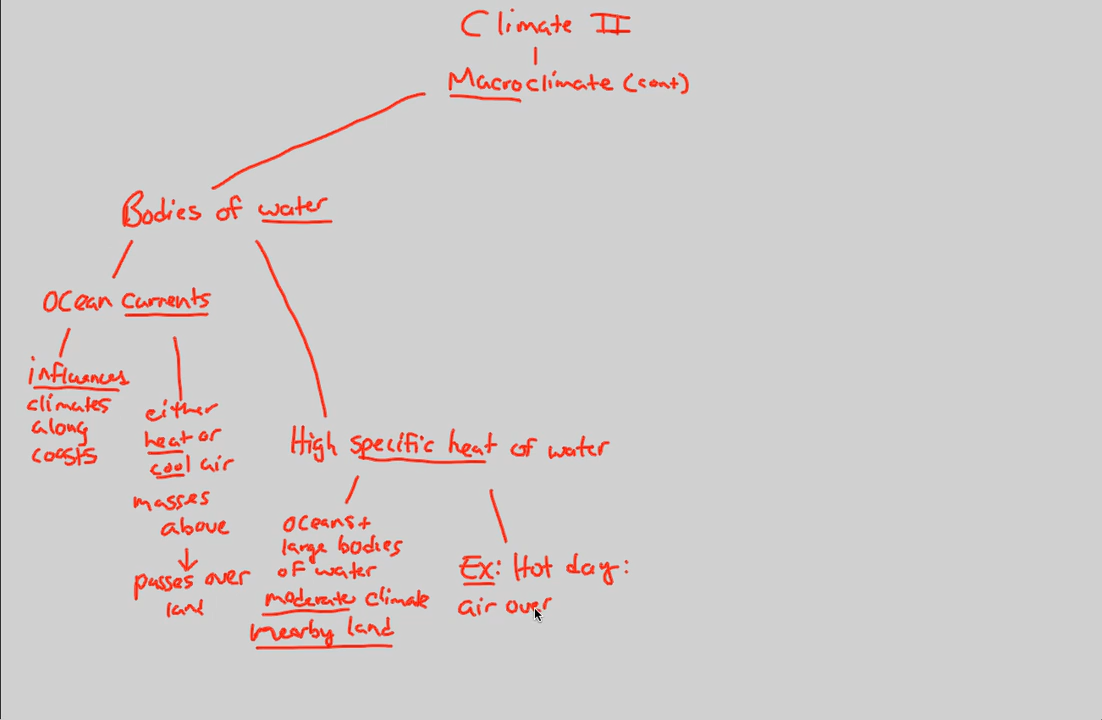 Climate II
Macroclimate (cont)
Bodies of water
Ocean currents
influences
climates
along
coasts
either
heat or
cool air
masses
above
passes over
land
High specific heat of water
Oceans +
large bodies
of water
moderate climate
nearby land
Ex: Hot day:
air over